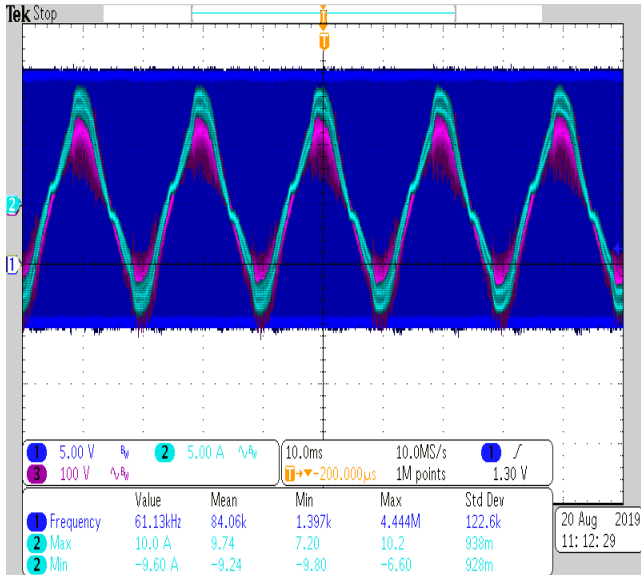 Tek Stop
T
T
2
1
1 5.00 V BW 2 5.00 A ∿BW
3 100 V ∿BW
10.0ms 10.0MS/s 1 ∫
T→▼-200.000µs 1M points 1.30 V
Value Mean Min Max Std Dev
1 Frequency 61.13kHz 84.06k 1.397k 4.444M 122.6k
2 Max 10.0 A 9.74 7.20 10.2 938m
2 Min -9.60 A -9.24 -9.80 -6.60 928m
20 Aug 2019
11:12:29